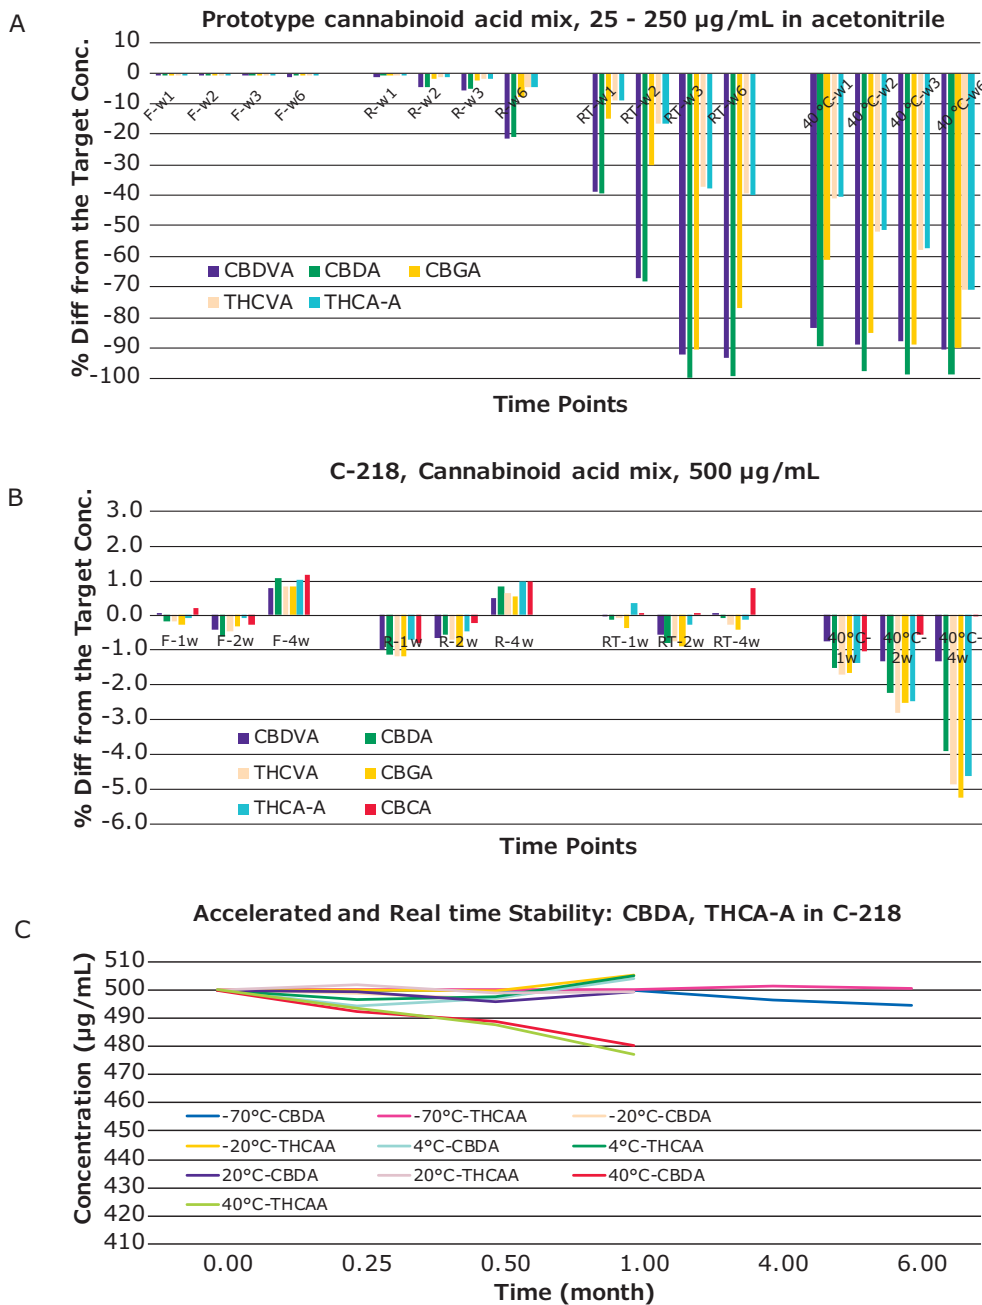 A
Prototype cannabinoid acid mix, 25 - 250 µg/mL in acetonitrile
% Diff from the Target Conc.
10
0
-10
-20
-30
-40
-50
-60
-70
-80
-90
-100
F-w1
F-w2
F-w3
F-w6
R-w1
R-w2
R-w3
R-w6
RT-w1
RT-w2
RT-w3
RT-w6
40 °C-w1
40 °C-w2
40 °C-w3
40 °C-w6
CBDVA CBDA CBGA
THCVA THCA-A
Time Points
B
C-218, Cannabinoid acid mix, 500 µg/mL
% Diff from the Target Conc.
3.0
2.0
1.0
0.0
-1.0
-2.0
-3.0
-4.0
-5.0
-6.0
F-1w
F-2w
F-4w
R-1w
R-2w
R-4w
RT-1w
RT-2w
RT-4w
40°C-
1w
40°C-
2w
40°C-
4w
CBDVA CBDA
THCVA CBGA
THCA-A CBCA
Time Points
C
Accelerated and Real time Stability: CBDA, THCA-A in C-218
Concentration (µg/mL)
510
500
490
480
470
460
450
440
430
420
410
-70°C-CBDA -70°C-THCAA -20°C-CBDA
-20°C-THCAA 4°C-CBDA 4°C-THCAA
20°C-CBDA 20°C-THCAA 40°C-CBDA
40°C-THCAA
0.00 0.25 0.50 1.00 4.00 6.00
Time (month)